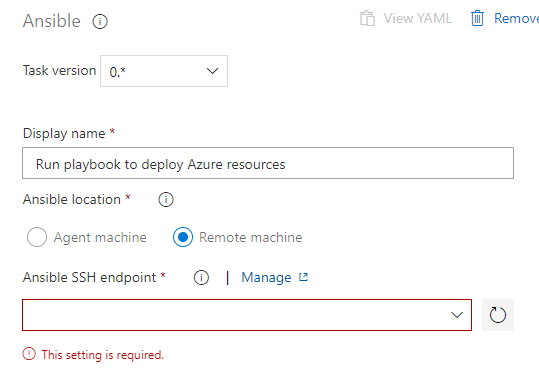 Ansible
View YAML
Remove
Task version 0.*
Display name *
Run playbook to deploy Azure resources
Ansible location *
Agent machine
Remote machine
Ansible SSH endpoint * | Manage
This setting is required.